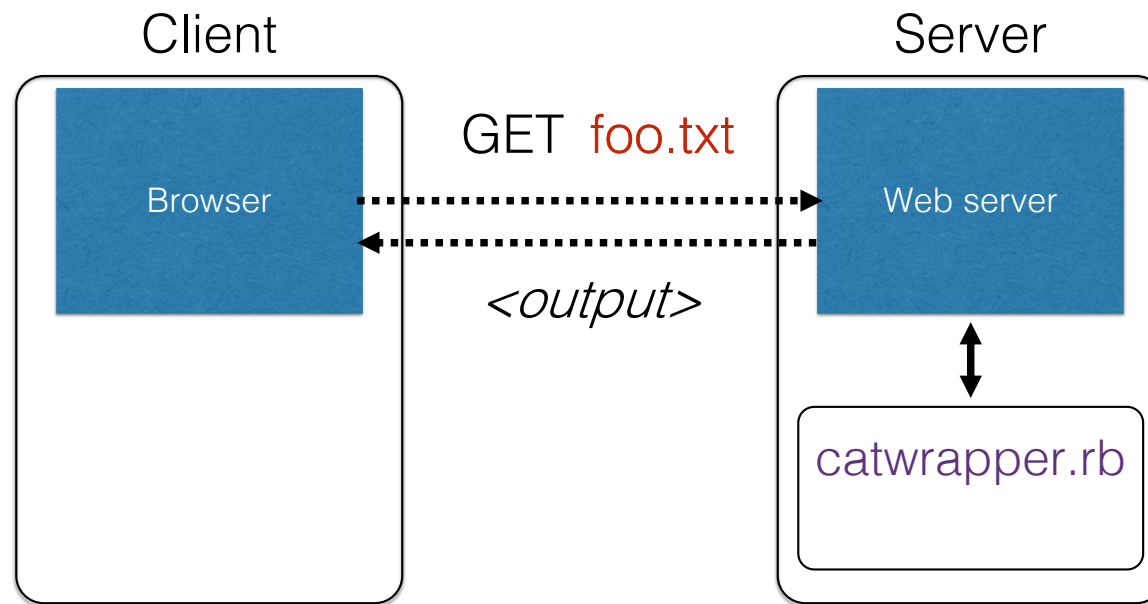 Client
Server
GET foo.txt
Browser
Web server
<output>
catwrapper.rb